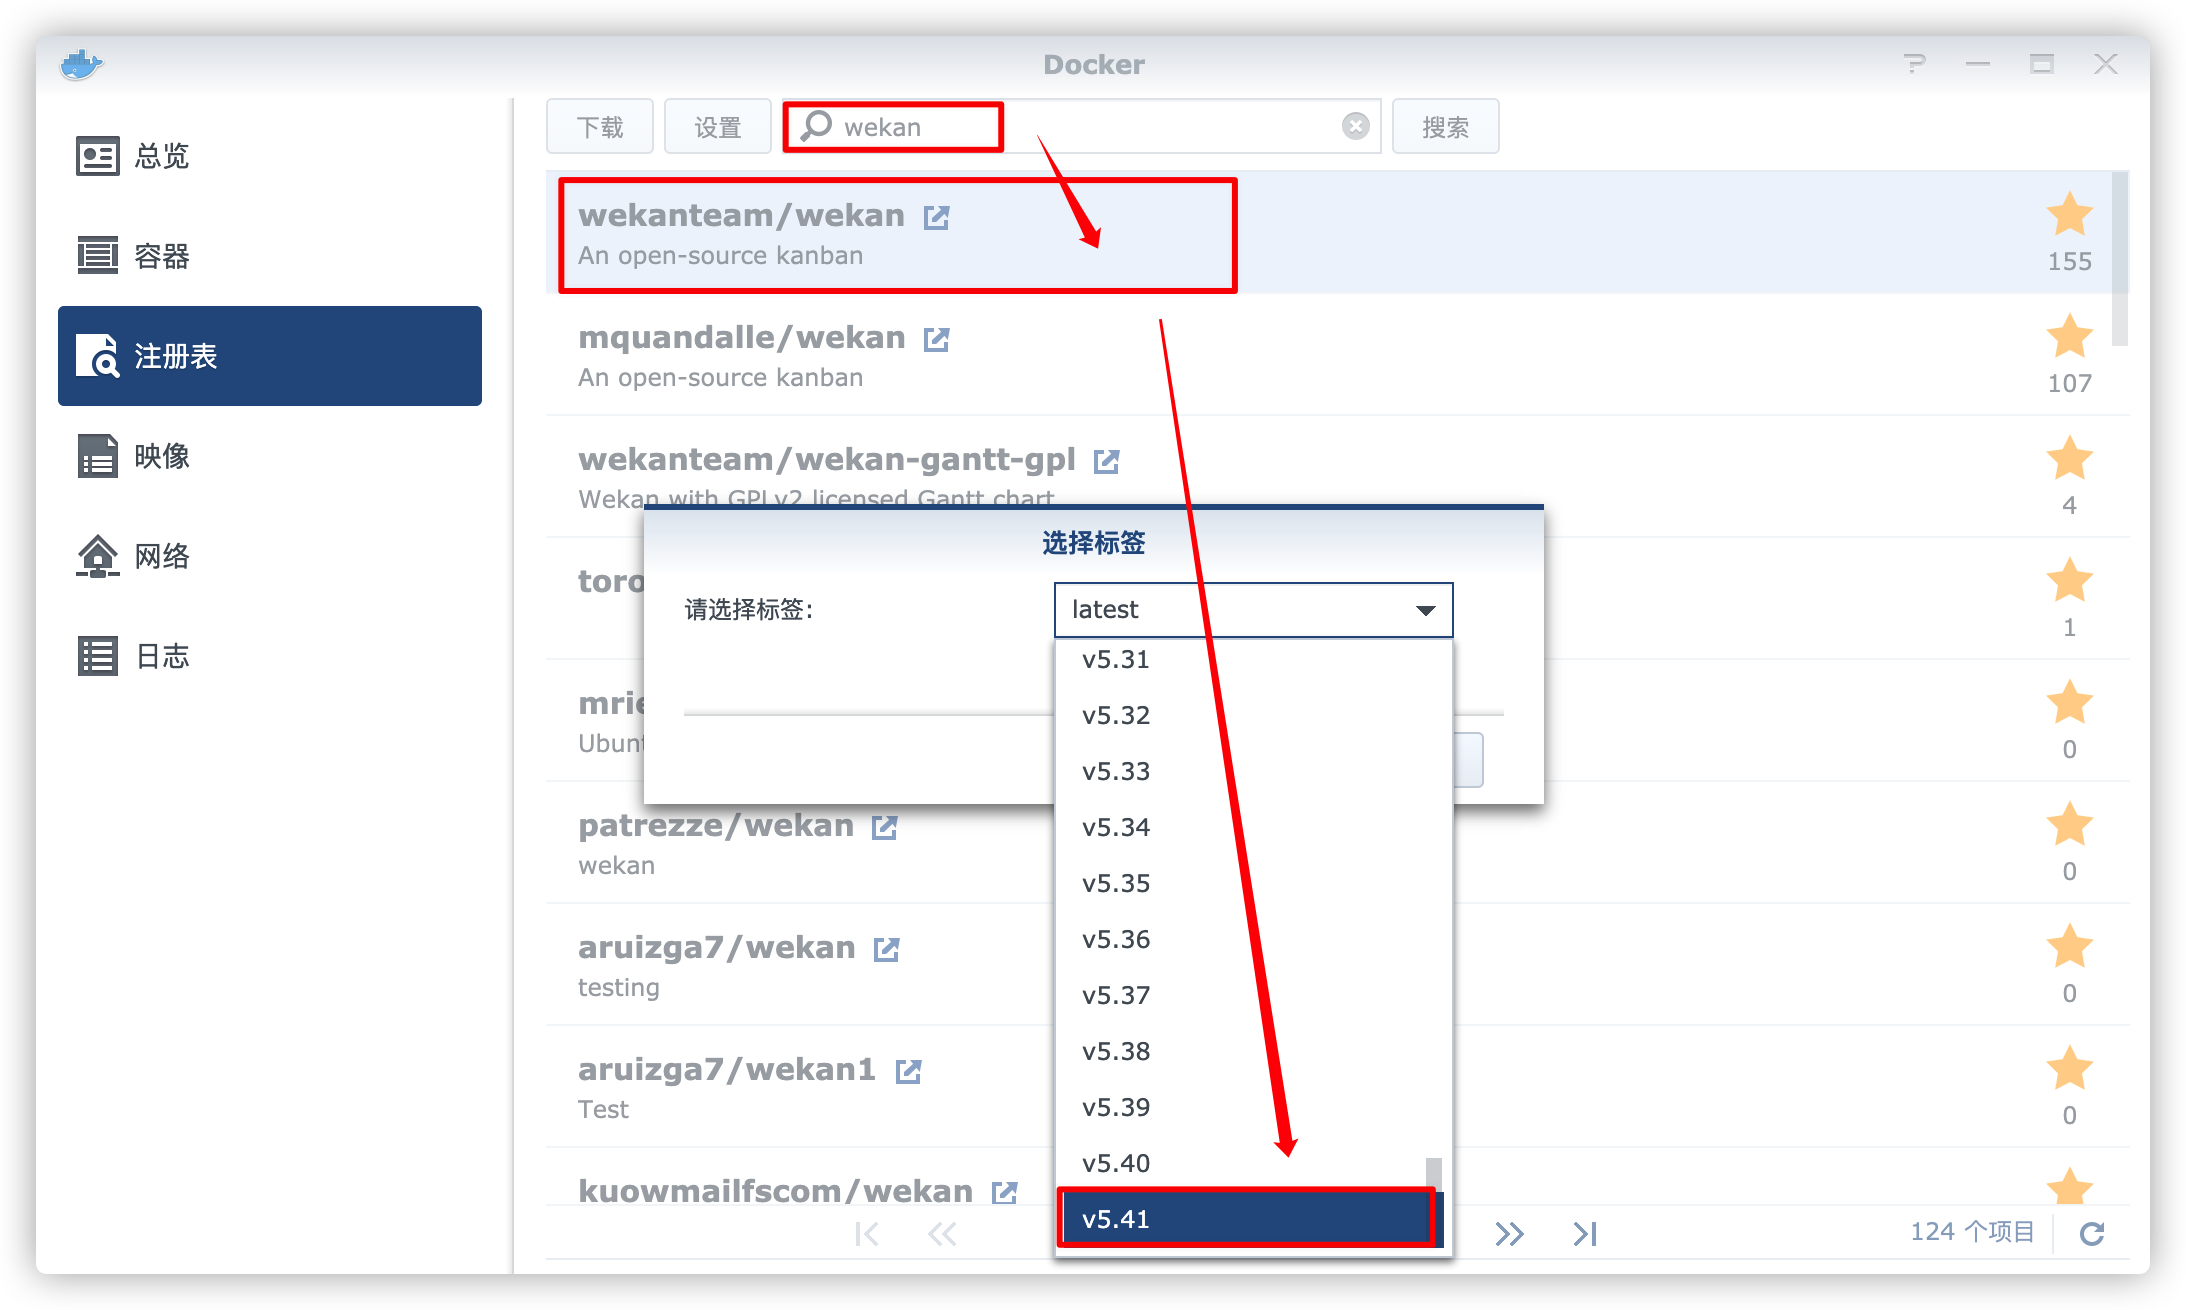 Docker
总览
容器
注册表
映像
网络
日志
下载
设置
wekan
搜索
wekanteam/wekan
An open-source kanban
155
mquandalle/wekan
An open-source kanban
107
wekanteam/wekan-gantt-gpl
Wekan with GPLv2 licensed Gantt chart
4
toro
1
mrie
Ubunt
0
patrezze/wekan
wekan
0
aruizga7/wekan
testing
0
aruizga7/wekan1
Test
0
kuowmailfscom/wekan
选择标签
请选择标签:
latest
v5.31
v5.32
v5.33
v5.34
v5.35
v5.36
v5.37
v5.38
v5.39
v5.40
v5.41
124 个项目